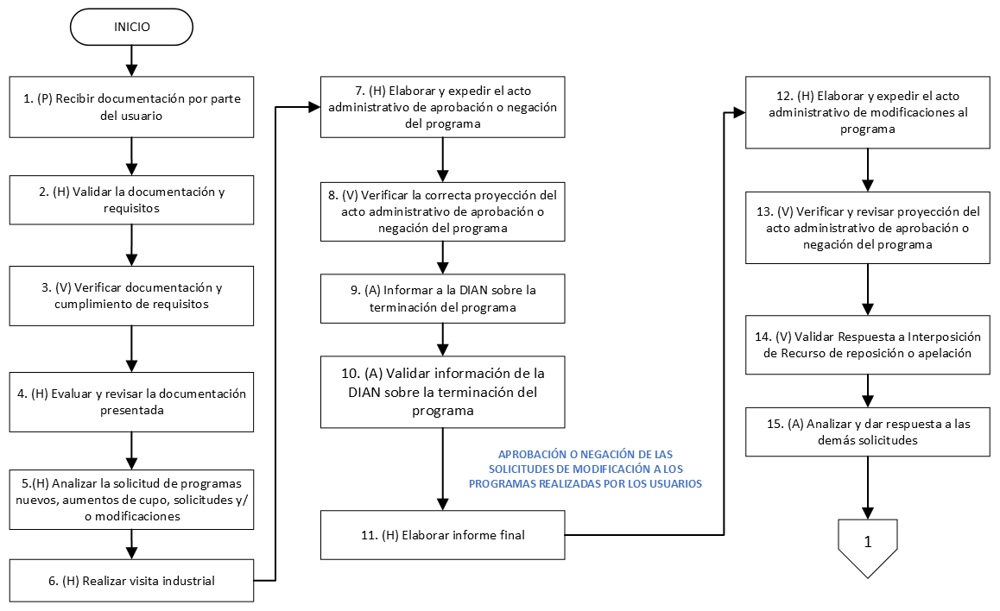 INICIO
1. (P) Recibir documentación por parte
del usuario
2. (H) Validar la documentación y
requisitos
3. (V) Verificar documentación y
cumplimiento de requisitos
4. (H) Evaluar y revisar la documentación
presentada
5.(H) Analizar la solicitud de programas
nuevos, aumentos de cupo, solicitudes y/
o modificaciones
6. (H) Realizar visita industrial
7. (H) Elaborar y expedir el acto
administrativo de aprobación o negación
del programa
8. (V) Verificar la correcta proyección del
acto administrativo de aprobación o
negación del programa
9. (A) Informar a la DIAN sobre la
terminación del programa
10. (A) Validar información de la
DIAN sobre la terminación del
programa
APROBACIÓN O NEGACIÓN DE LAS
SOLICITUDES DE MODIFICACIÓN A LOS
PROGRAMAS REALIZADAS POR LOS USUARIOS
11. (H) Elaborar informe final
12. (H) Elaborar y expedir el acto
administrativo de modificaciones al
programa
13. (V) Verificar y revisar proyección del
acto administrativo de aprobación o
negación del programa
14. (V) Validar Respuesta a Interposición
de Recurso de reposición o apelación
15. (A) Analizar y dar respuesta a las
demás solicitudes
1